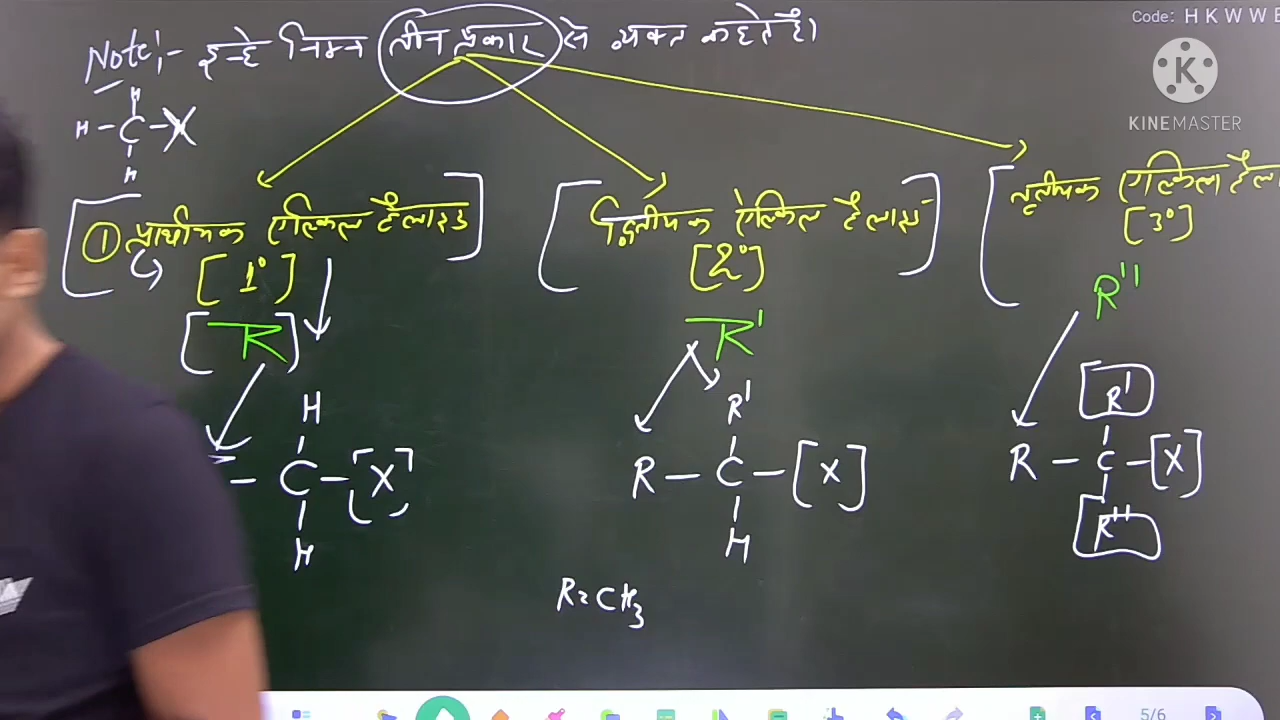 Code: H K W W E
Note:- इन्हे निम्न तीन प्रकार से व्यक्त करते है।
KINEMASTER
H
H - C - X
H
① प्राथमिक एल्किल हैलाइड
[1°]
[R]
H
- C - [X]
H
द्वितीयक ऐल्किल हैलाइड
[2°]
R'
R'
R - C - [X]
H
R = CH3
तृतीयक एल्किल हैला
[3°]
R''
R'
R - C - [X]
R''
5/6